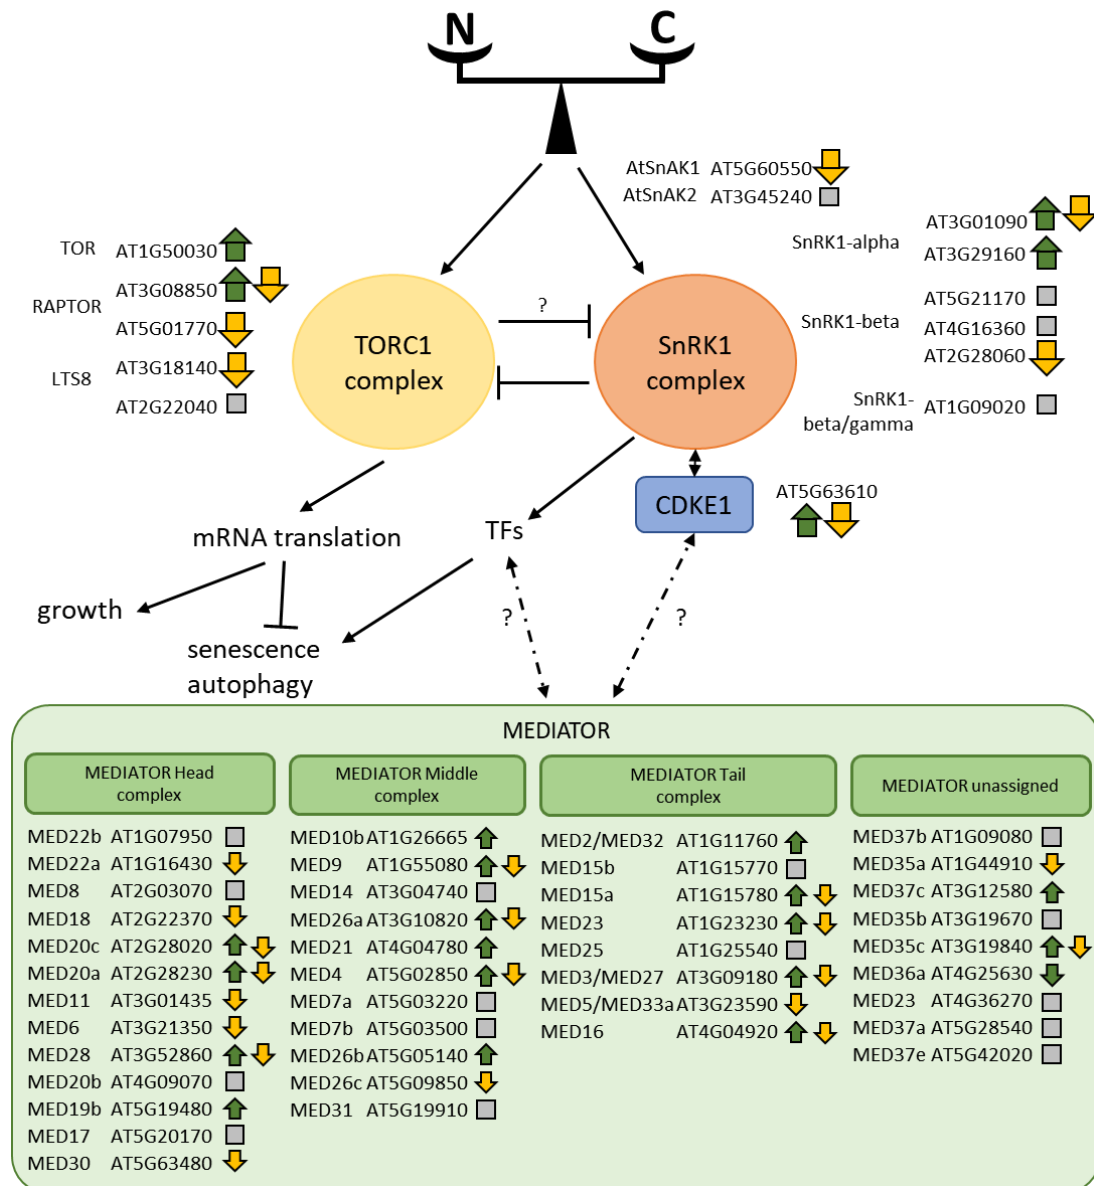 N C
AtSnAK1 AT5G60550
AtSnAK2 AT3G45240
TOR AT1G50030
RAPTOR AT3G08850
AT5G01770
LTS8 AT3G18140
AT2G22040
SnRK1-alpha AT3G01090
AT3G29160
SnRK1-beta AT5G21170
AT4G16360
AT2G28060
SnRK1-
beta/gamma AT1G09020
TORC1
complex
?
SnRK1
complex
CDKE1
AT5G63610
mRNA translation
TFs
growth
senescence
autophagy
?
?
MEDIATOR
MEDIATOR Head
complex
MED22b AT1G07950
MED22a AT1G16430
MED8 AT2G03070
MED18 AT2G22370
MED20c AT2G28020
MED20a AT2G28230
MED11 AT3G01435
MED6 AT3G21350
MED28 AT3G52860
MED20b AT4G09070
MED19b AT5G19480
MED17 AT5G20170
MED30 AT5G63480
MEDIATOR Middle
complex
MED10b AT1G26665
MED9 AT1G55080
MED14 AT3G04740
MED26a AT3G10820
MED21 AT4G04780
MED4 AT5G02850
MED7a AT5G03220
MED7b AT5G03500
MED26b AT5G05140
MED26c AT5G09850
MED31 AT5G19910
MEDIATOR Tail
complex
MED2/MED32 AT1G11760
MED15b AT1G15770
MED15a AT1G15780
MED23 AT1G23230
MED25 AT1G25540
MED3/MED27 AT3G09180
MED5/MED33a AT3G23590
MED16 AT4G04920
MEDIATOR unassigned
MED37b AT1G09080
MED35a AT1G44910
MED37c AT3G12580
MED35b AT3G19670
MED35c AT3G19840
MED36a AT4G25630
MED23 AT4G36270
MED37a AT5G28540
MED37e AT5G42020